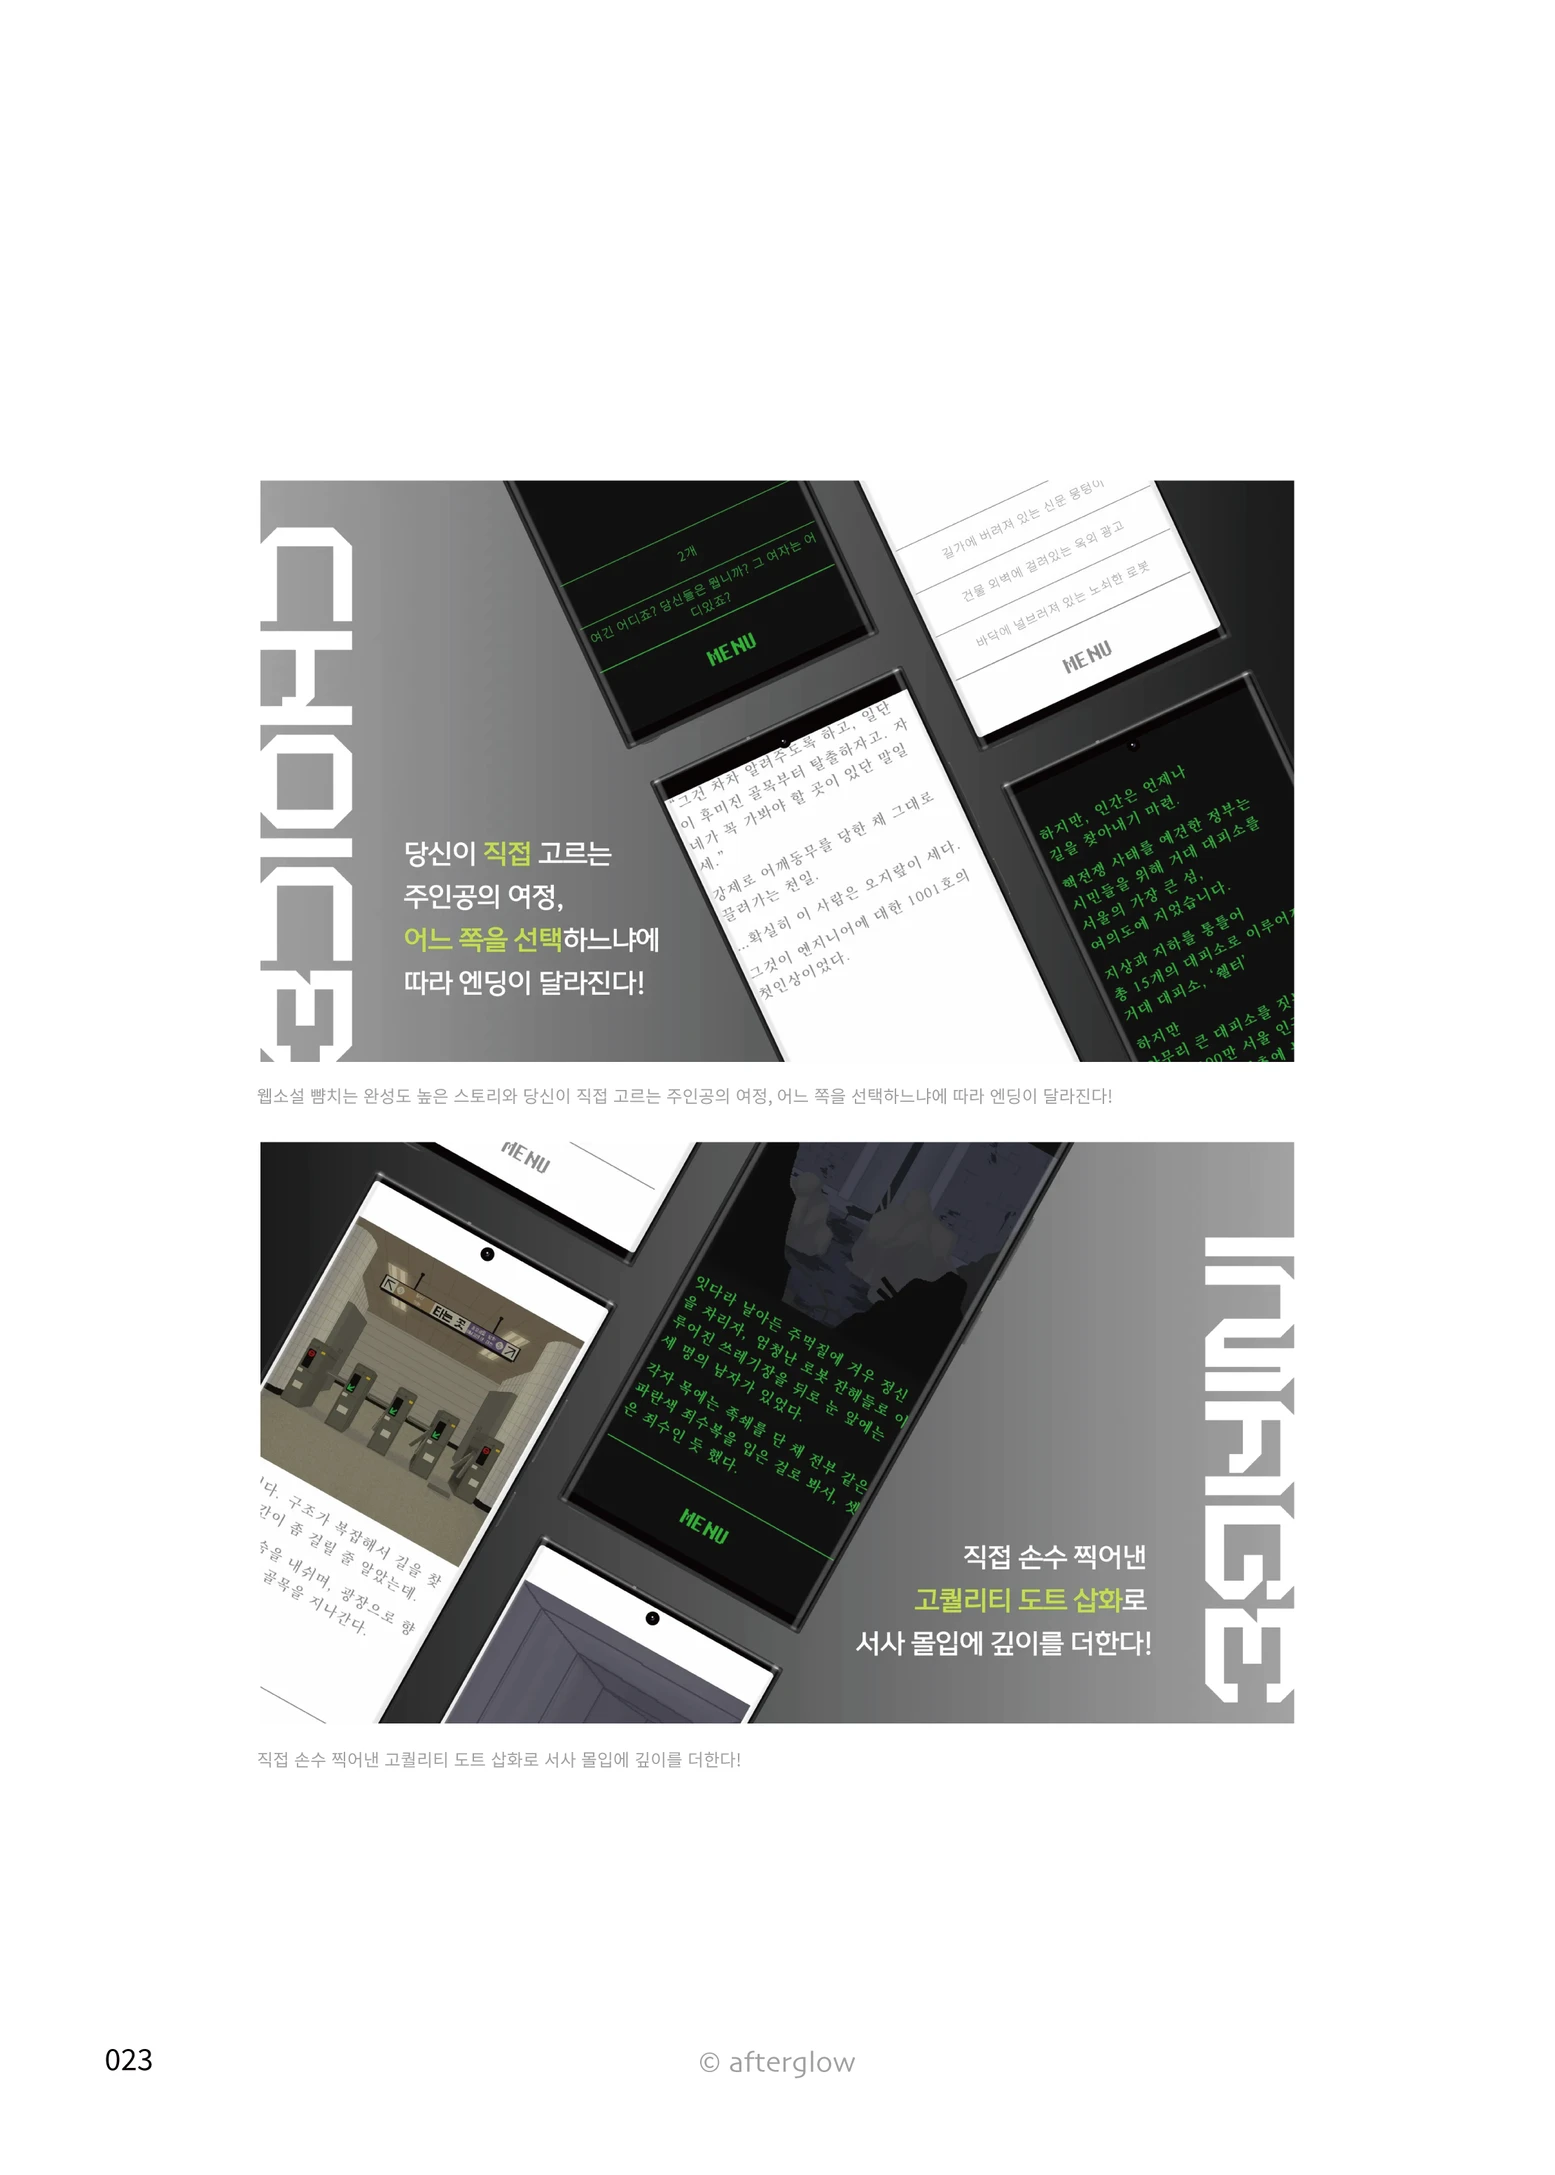 CHOICE
당신이 직접 고르는
주인공의 여정,
어느 쪽을 선택하느냐에
따라 엔딩이 달라진다!
2개
여긴 어디죠? 당신들은 뭡니까? 그 여자는 어
디있죠?
MENU
길가에 버려져 있는 신문 뭉텅이
건물 외벽에 걸려있는 옥외 광고
바닥에 널브러져 있는 노쇠한 로봇
MENU
“그건 차차 알려주도록 하고, 일단
이 후미진 골목부터 탈출하자고. 자
네가 꼭 가봐야 할 곳이 있단 말일
세.”
강제로 어깨동무를 당한 채 그대로
끌려가는 천일.
...확실히 이 사람은 오지랖이 세다.
그것이 엔지니어에 대한 1001호의
첫인상이었다.
하지만, 인간은 언제나
길을 찾아내기 마련.
핵전쟁 사태를 예견한 정부는
시민들을 위해 거대 대피소를
서울의 가장 큰 섬,
여의도에 지었습니다.
지상과 지하를 통틀어
총 15개의 대피소로 이루어
거대 대피소, ‘쉘터’
하지만
아무리 큰 대피소를
00만 서울
웹소설 뺨치는 완성도 높은 스토리와 당신이 직접 고르는 주인공의 여정, 어느 쪽을 선택하느냐에 따라 엔딩이 달라진다!
MENU
타는 곳
다. 구조가 복잡해서 길을 찾
간이 좀 걸릴 줄 알았는데.
숨을 내쉬며, 광장으로 향
골목을 지나간다.
잇다라 날아든 주먹질에 겨우 정신
을 차리자, 엄청난 로봇 잔해들로 이
루어진 쓰레기장을 뒤로 눈 앞에는
세 명의 남자가 있었다.
각자 목에는 족쇄를 단 채 전부 같은
파란색 죄수복을 입은 걸로 봐서, 셋
은 죄수인 듯 했다.
MENU
직접 손수 찍어낸
고퀄리티 도트 삽화로
서사 몰입에 깊이를 더한다!
IMAGE
직접 손수 찍어낸 고퀄리티 도트 삽화로 서사 몰입에 깊이를 더한다!
023
© afterglow